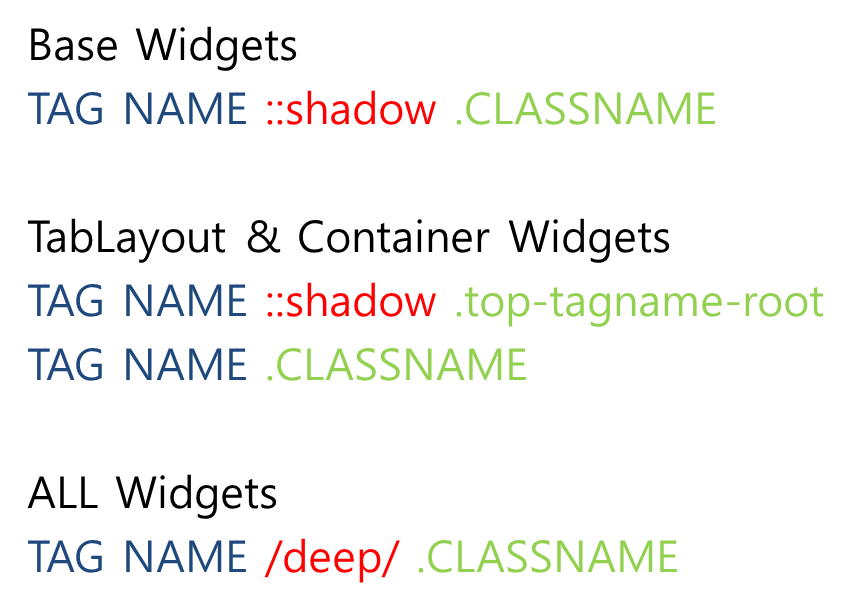 Base Widgets
TAG NAME ::shadow .CLASSNAME
TabLayout & Container Widgets
TAG NAME ::shadow .top-tagname-root
TAG NAME .CLASSNAME
ALL Widgets
TAG NAME /deep/ .CLASSNAME